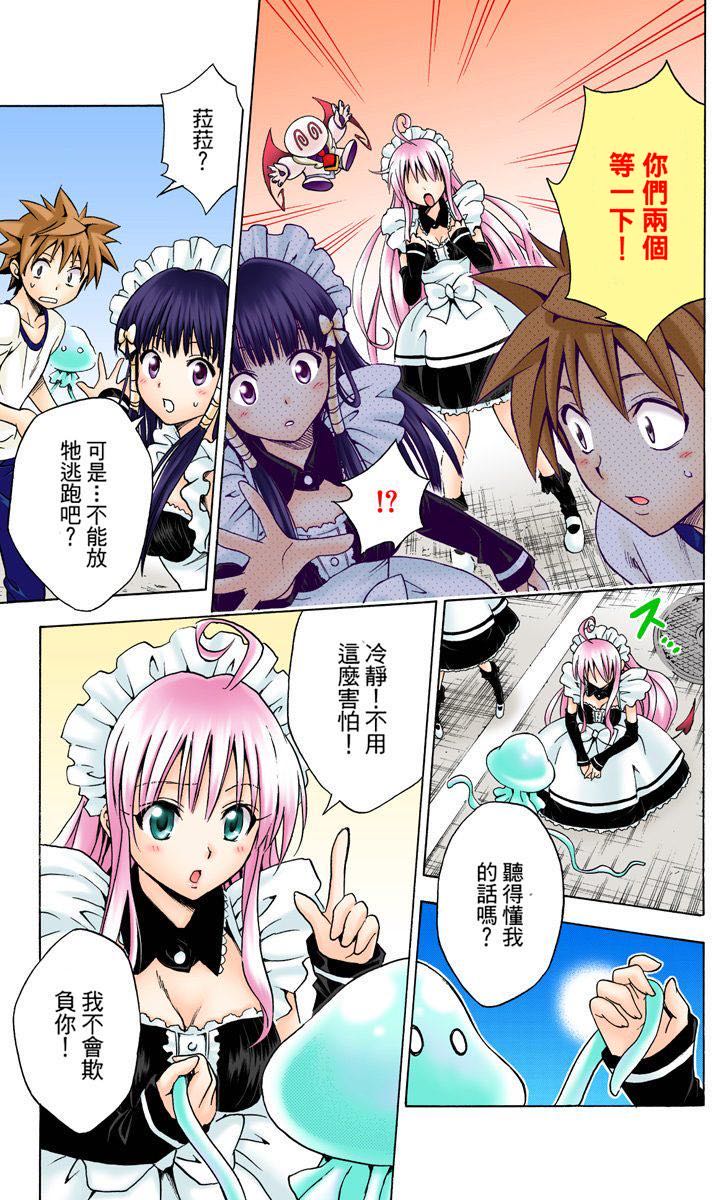 你們兩個
等一下！
!?
菈菈？
可是…不能放
牠逃跑吧？
ス…
聽得懂我
的話嗎？
冷靜！不用
這麼害怕！
我不會欺
負你！